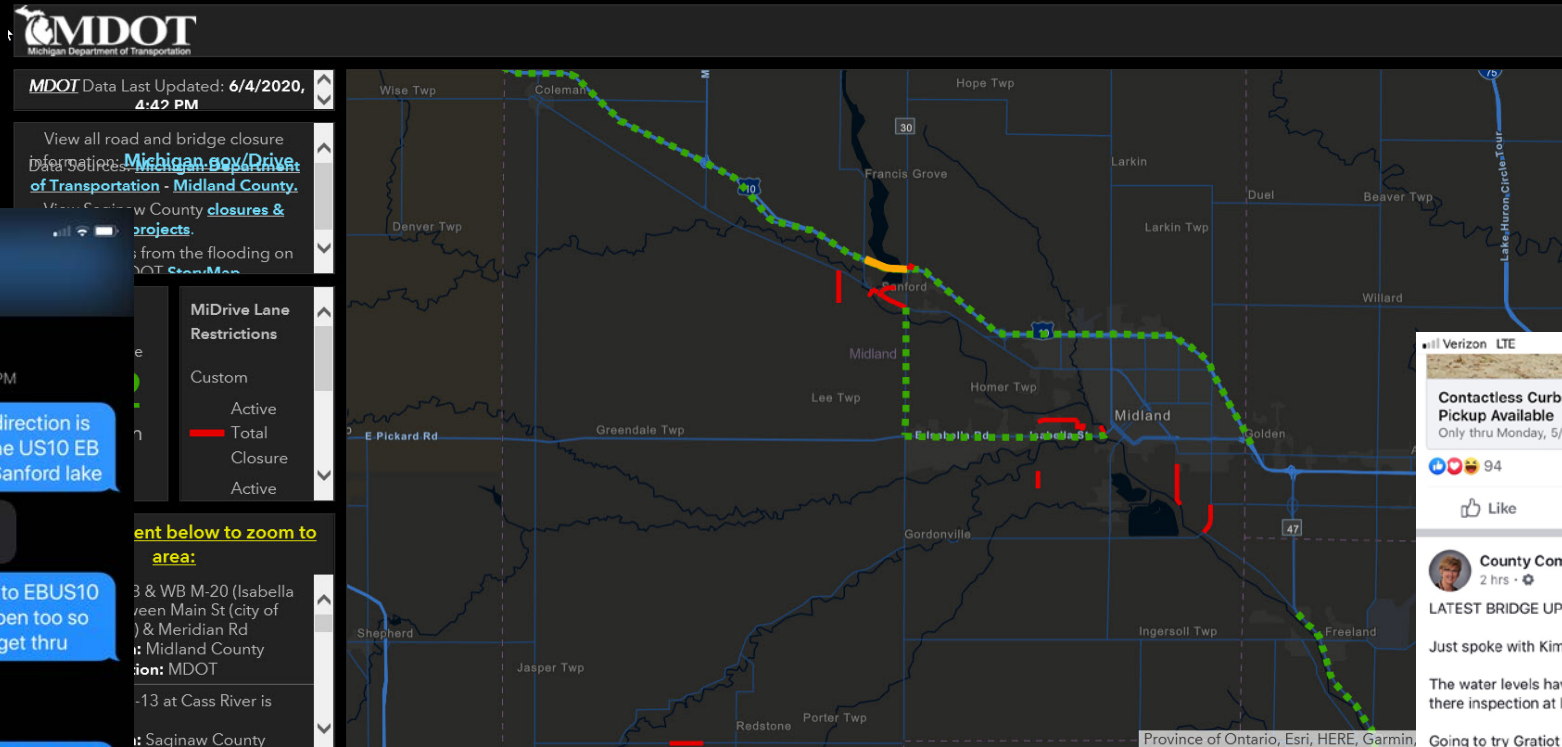 MDOT
Michigan Department of Transportation
MDOT Data Last Updated: 6/4/2020,
4:42 PM
View all road and bridge closure
information: Michigan.gov/Drive
Data Sources: Michigan Department
of Transportation - Midland County.
View Saginaw County closures &
projects.
s from the flooding on
DOT StoryMap
MiDrive Lane
Restrictions
Custom
Active
Total
Closure
Active
ent below to zoom to
area:
B & WB M-20 (Isabella
ween Main St (city of
) & Meridian Rd
n: Midland County
tion: MDOT
-13 at Cass River is
n: Saginaw County
PM
direction is
e US10 EB
Sanford lake
to EBUS10
pen too so
get thru
Wise Twp
Coleman
M
Hope Twp
75
30
Larkin
Francis Grove
10
Duel
Beaver Twp
Lake Huron Circle Tour
Denver Twp
Larkin Twp
Sanford
Willard
10
Midland
Homer Twp
Lee Twp
Midland
E Pickard Rd
Greendale Twp
E Isabella Rd
Isabella St
Golden
Gordonville
47
Shepherd
Ingersoll Twp
Freeland
Jasper Twp
Porter Twp
Redstone
Province of Ontario, Esri, HERE, Garmin,
Verizon LTE
Contactless Curb
Pickup Available
Only thru Monday, 5/
94
Like
County Com
2 hrs
LATEST BRIDGE UP
Just spoke with Kim
The water levels hav
there inspection at
Going to try Gratiot